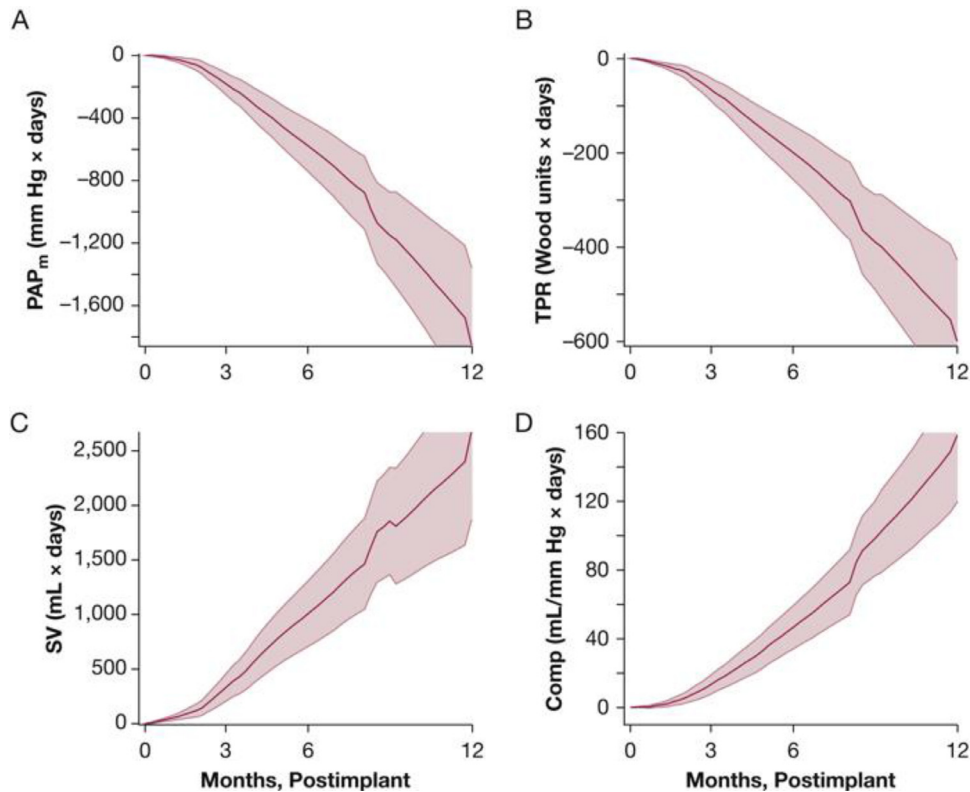 A
0
−400
−800
−1,200
−1,600
PAPm (mm Hg × days)
0 3 6 12
B
0
−200
−400
−600
TPR (Wood units × days)
0 3 6 12
C
2,500
2,000
1,500
1,000
500
0
SV (mL × days)
0 3 6 12
Months, Postimplant
D
160
120
80
40
0
Comp (mL/mm Hg × days)
0 3 6 12
Months, Postimplant